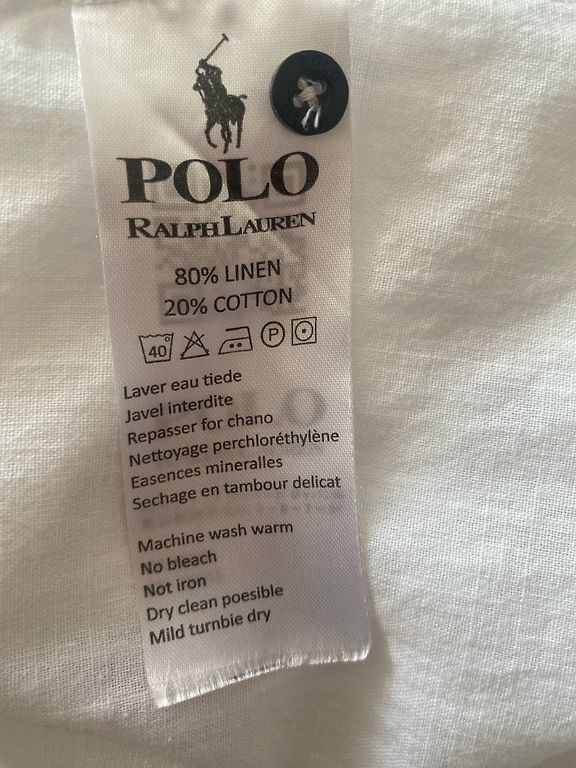 POLO
RALPH LAUREN
80% LINEN
20% COTTON
40 P
Laver eau tiede
Javel interdite
Repasser for chano
Nettoyage perchloréthylène
Easences mineralles
Sechage en tambour delicat
Machine wash warm
No bleach
Not iron
Dry clean poesible
Mild turnbie dry